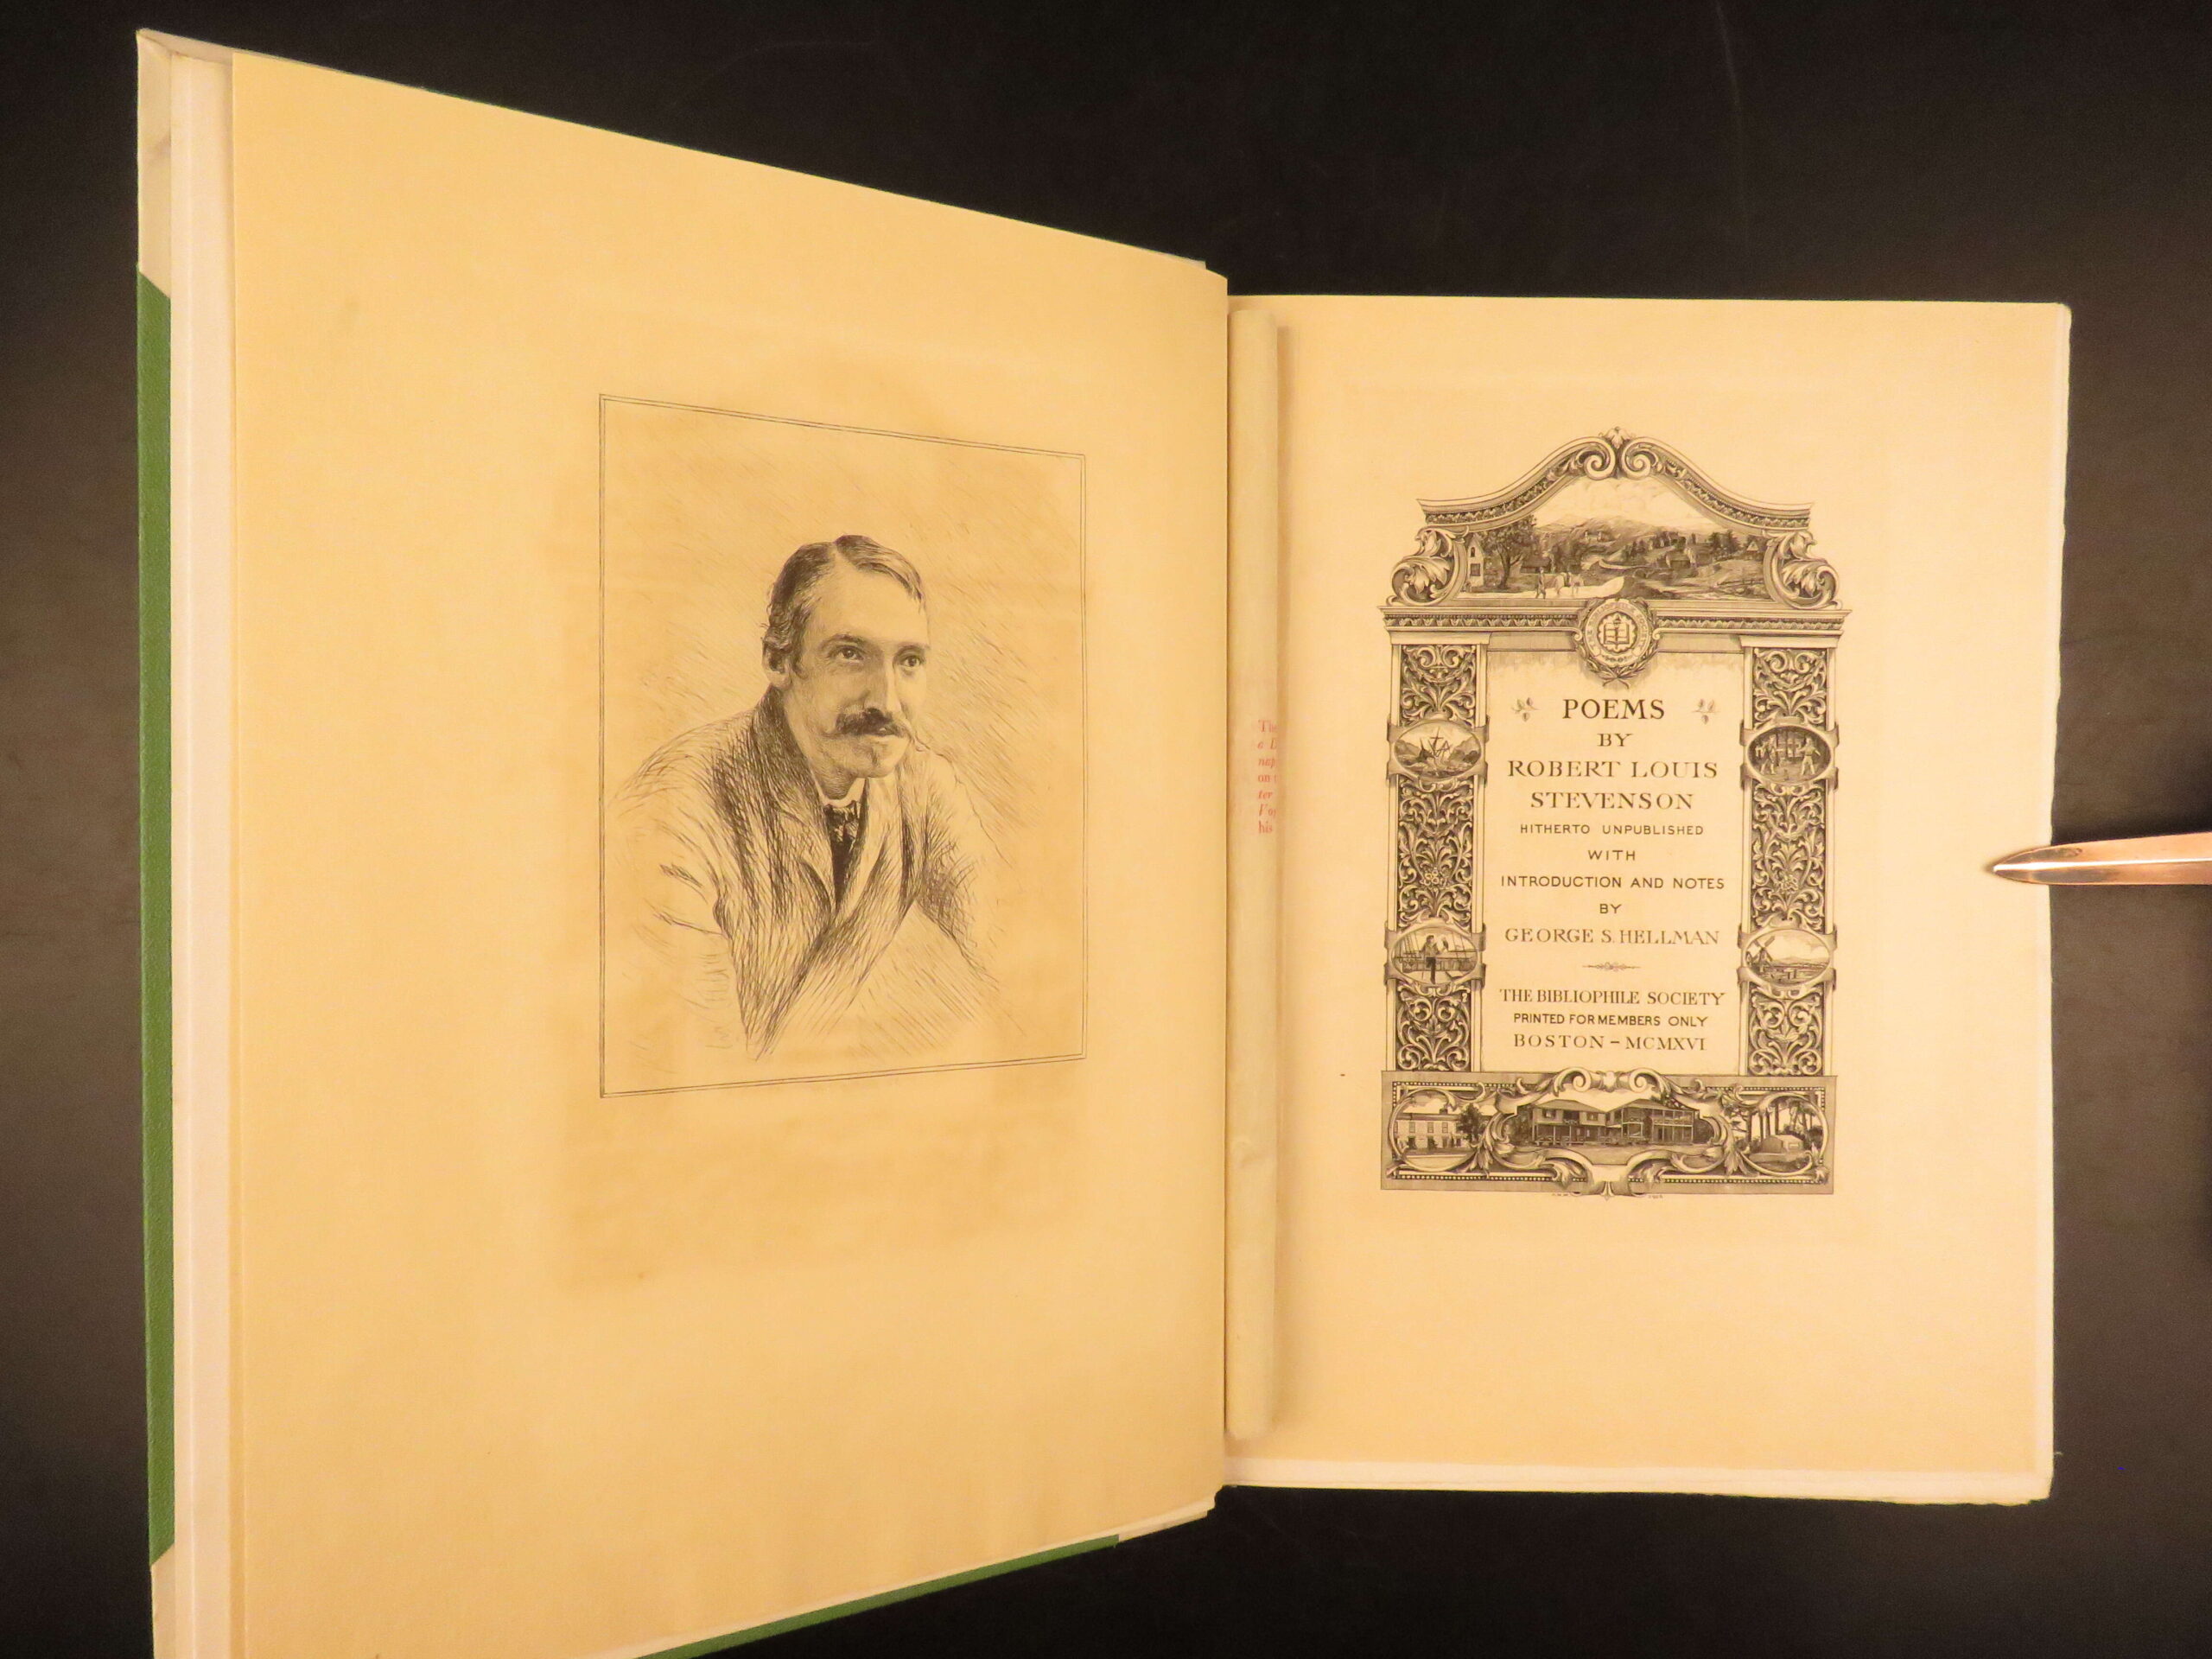 POEMS
BY
ROBERT LOUIS
STEVENSON
HITHERTO UNPUBLISHED
WITH
INTRODUCTION AND NOTES
BY
GEORGE S. HELLMAN
THE BIBLIOPHILE SOCIETY
PRINTED FOR MEMBERS ONLY
BOSTON – MCMXVI